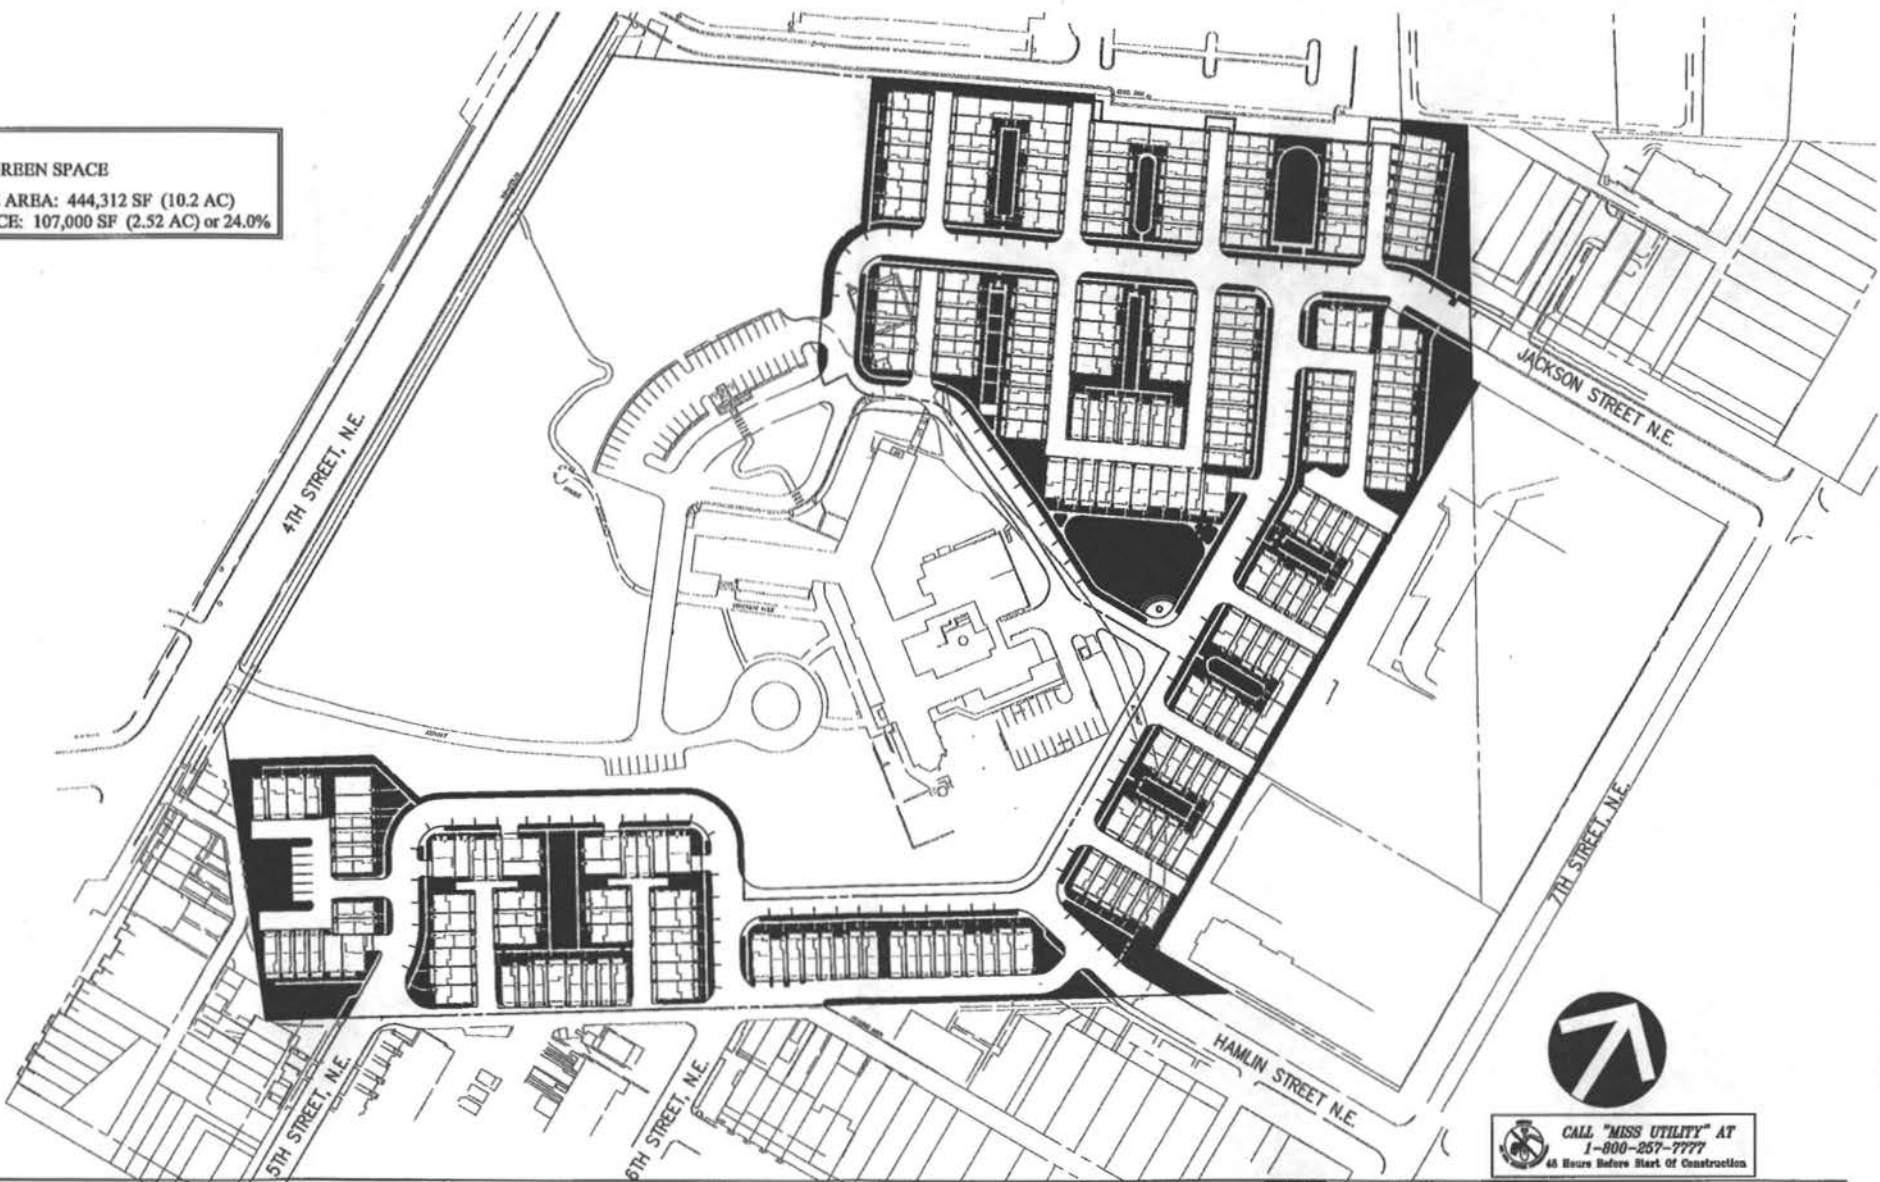 REEN SPACE
AREA: 444,312 SF (10.2 AC)
CE: 107,000 SF (2.52 AC) or 24.0%
4TH STREET, N.E.
JACKSON STREET N.E.
7TH STREET, N.E.
HAMLIN STREET N.E.
5TH STREET, N.E.
6TH STREET, N.E.
CALL "MISS UTILITY" AT
1-800-257-7777
48 Hours Before Start Of Construction